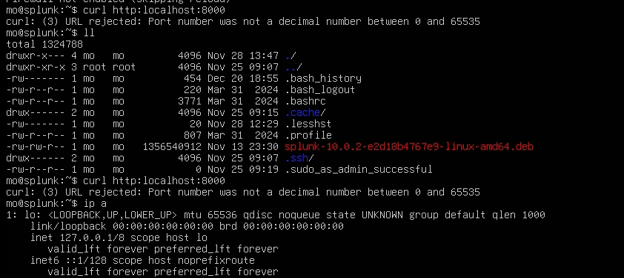 Firewall not enabled (skipping reload)
mo@splunk:~$ curl http:localhost:8000
curl: (3) URL rejected: Port number was not a decimal number between 0 and 65535
mo@splunk:~$ ll
total 1324788
drwxr-x--- 4 mo   mo         4096 Nov 28 13:47 ./
drwxr-xr-x 3 root root       4096 Nov 25 09:07 ../
-rw------- 1 mo   mo          454 Dec 20 18:55 .bash_history
-rw-r--r-- 1 mo   mo          220 Mar 31  2024 .bash_logout
-rw-r--r-- 1 mo   mo         3771 Mar 31  2024 .bashrc
drwx------ 2 mo   mo         4096 Nov 25 09:15 .cache/
-rw------- 1 mo   mo           20 Nov 28 12:29 .lesshst
-rw-r--r-- 1 mo   mo          807 Mar 31  2024 .profile
-rw-rw-r-- 1 mo   mo   1356540912 Nov 13 23:30 splunk-10.0.2-e2d18b4767e9-linux-amd64.deb
drwx------ 2 mo   mo         4096 Nov 25 09:07 .ssh/
-rw-r--r-- 1 mo   mo            0 Nov 25 09:19 .sudo_as_admin_successful
mo@splunk:~$ curl http:localhost:8000
curl: (3) URL rejected: Port number was not a decimal number between 0 and 65535
mo@splunk:~$ ip a
1: lo: <LOOPBACK,UP,LOWER_UP> mtu 65536 qdisc noqueue state UNKNOWN group default qlen 1000
    link/loopback 00:00:00:00:00:00 brd 00:00:00:00:00:00
    inet 127.0.0.1/8 scope host lo
       valid_lft forever preferred_lft forever
    inet6 ::1/128 scope host noprefixroute
       valid_lft forever preferred_lft forever